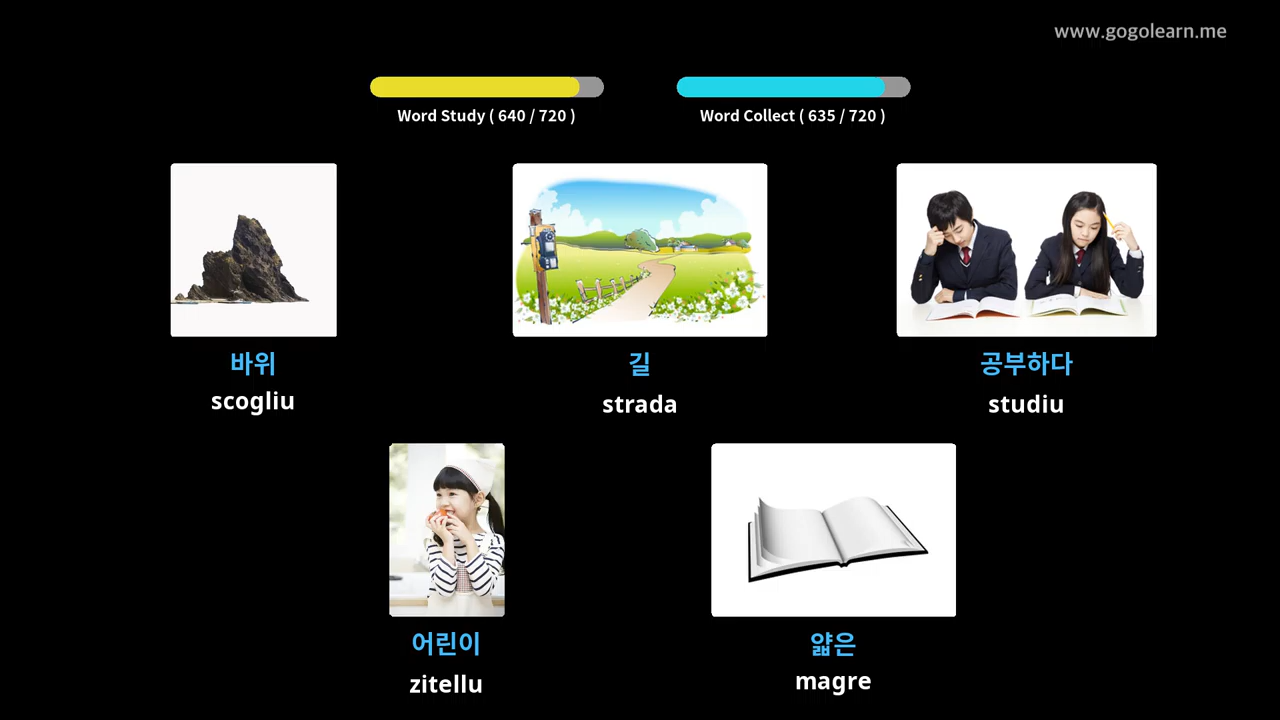 www.gogolearn.me
Word Study ( 640 / 720 )
Word Collect ( 635 / 720 )
바위
scogliu
길
strada
공부하다
studiu
어린이
zitellu
얇은
magre